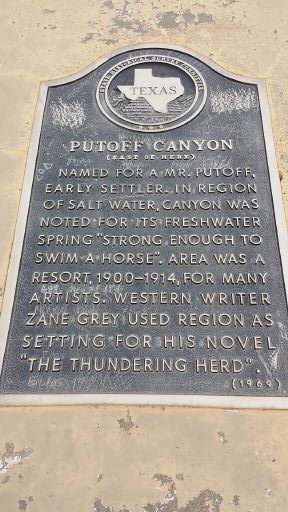 STATE HISTORICAL SURVEY COMMITTEE
TEXAS
PUTOFF CANYON
(EAST OF HERE)
NAMED FOR A MR. PUTOFF,
EARLY SETTLER. IN REGION
OF SALT WATER, CANYON WAS
NOTED FOR ITS FRESHWATER
SPRING "STRONG ENOUGH TO
SWIM A HORSE". AREA WAS A
RESORT, 1900-1914, FOR MANY
ARTISTS. WESTERN WRITER
ZANE GREY USED REGION AS
SETTING FOR HIS NOVEL
"THE THUNDERING HERD".
(1969)